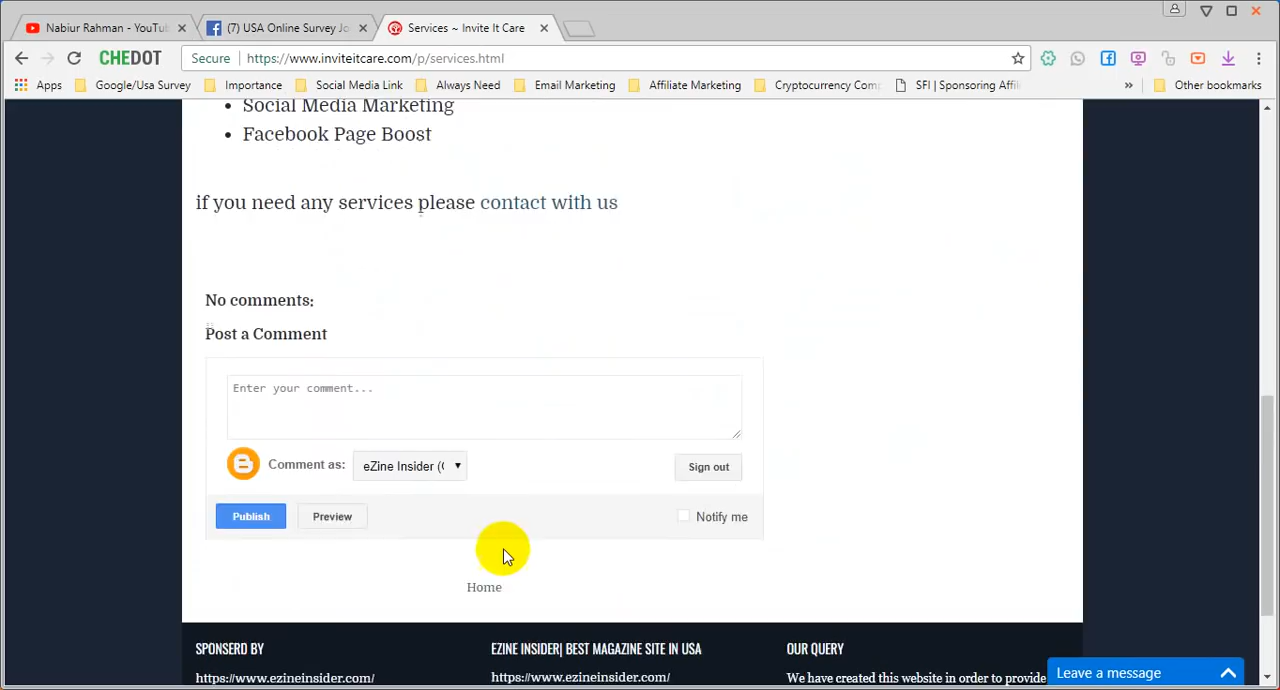 Nabiur Rahman - YouTu
(7) USA Online Survey Jo
Services ~ Invite It Care
CHEDOT
Secure
https://www.inviteitcare.com/p/services.html
Apps
Google/Usa Survey
Importance
Social Media Link
Always Need
Email Marketing
Affiliate Marketing
Cryptocurrency Com
SFI | Sponsoring Affil
»
Other bookmarks
• Social Media Marketing
• Facebook Page Boost
if you need any services please contact with us
No comments:
Post a Comment
Enter your comment...
Comment as:
eZine Insider (
Sign out
Publish
Preview
Notify me
Home
SPONSERD BY
https://www.ezineinsider.com/
EZINE INSIDER| BEST MAGAZINE SITE IN USA
https://www.ezineinsider.com/
OUR QUERY
We have created this website in order to provide
Leave a message